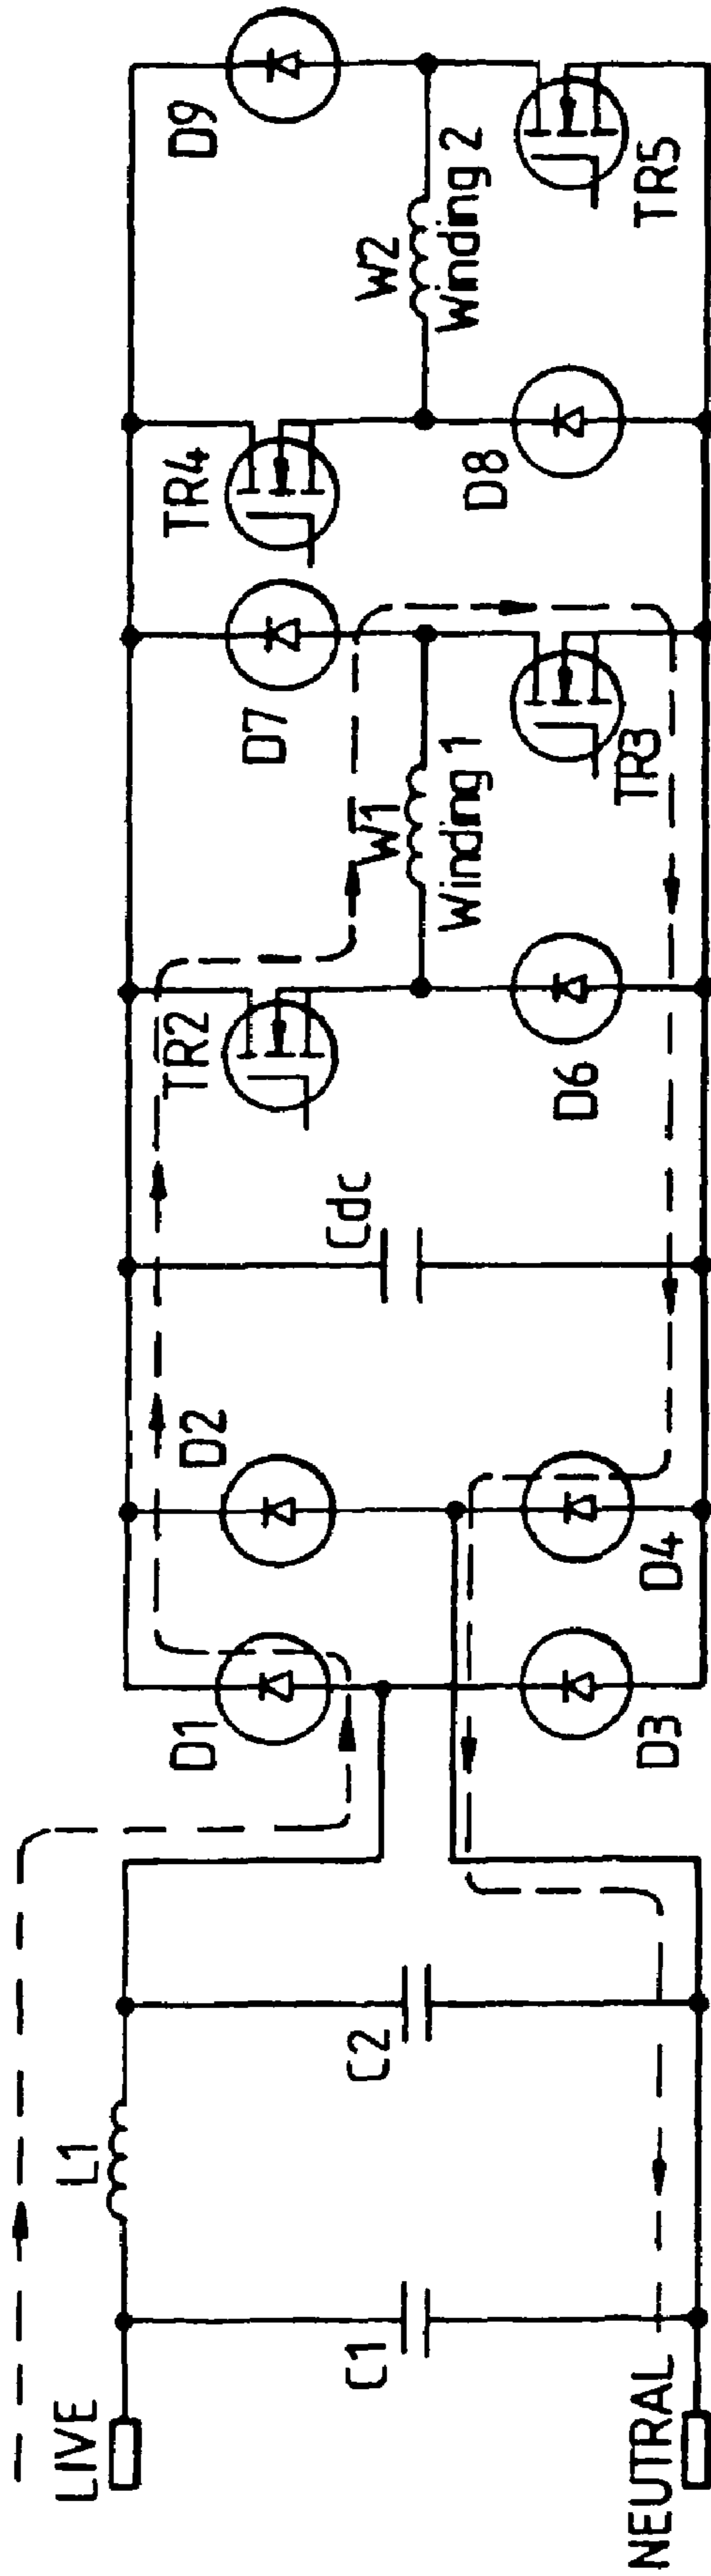 LIVE
L1
C1
C2
NEUTRAL
D1
D2
D3
D4
Cdc
TR2
D6
W1
Winding 1
D7
TR3
TR4
D8
W2
Winding 2
D9
TR5